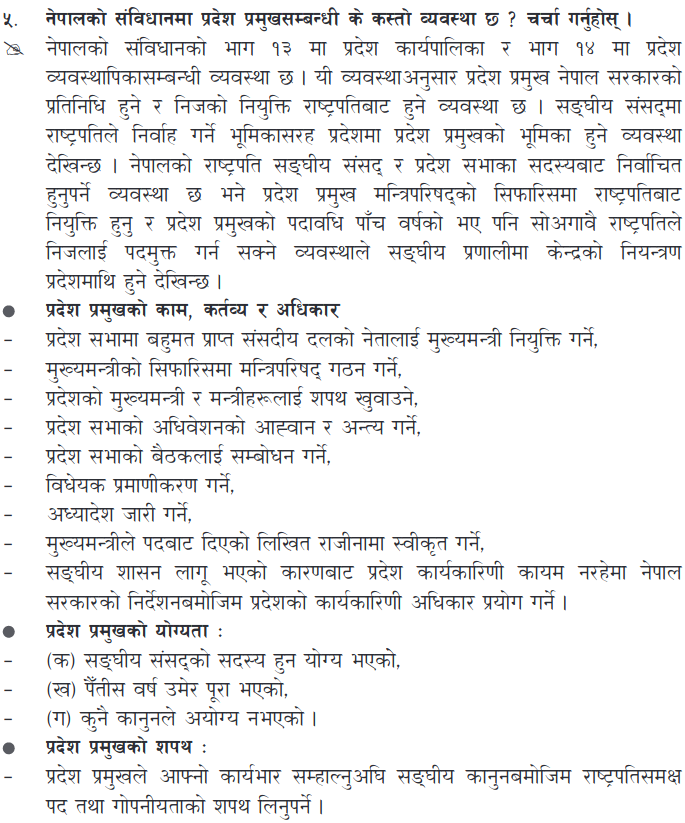 ५. नेपालको संविधानमा प्रदेश प्रमुखसम्बन्धी के कस्तो व्यवस्था छ ? चर्चा गर्नुहोस् ।
नेपालको संविधानको भाग १३ मा प्रदेश कार्यपालिका र भाग १४ मा प्रदेश
व्यवस्थापिकासम्बन्धी व्यवस्था छ । यी व्यवस्थाअनुसार प्रदेश प्रमुख नेपाल सरकारको
प्रतिनिधि हुने र निजको नियुक्ति राष्ट्रपतिबाट हुने व्यवस्था छ । सङ्घीय संसद्मा
राष्ट्रपतिले निर्वाह गर्ने भूमिकासरह प्रदेशमा प्रदेश प्रमुखको भूमिका हुने व्यवस्था
देखिन्छ । नेपालको राष्ट्रपति सङ्घीय संसद् र प्रदेश सभाका सदस्यबाट निर्वाचित
हुनुपर्ने व्यवस्था छ भने प्रदेश प्रमुख मन्त्रिपरिषद्को सिफारिसमा राष्ट्रपतिबाट
नियुक्ति हुनु र प्रदेश प्रमुखको पदावधि पाँच वर्षको भए पनि सोअगावै राष्ट्रपतिले
निजलाई पदमुक्त गर्न सक्ने व्यवस्थाले सङ्घीय प्रणालीमा केन्द्रको नियन्त्रण
प्रदेशमाथि हुने देखिन्छ ।
● प्रदेश प्रमुखको काम, कर्तव्य र अधिकार
– प्रदेश सभामा बहुमत प्राप्त संसदीय दलको नेतालाई मुख्यमन्त्री नियुक्ति गर्ने,
– मुख्यमन्त्रीको सिफारिसमा मन्त्रिपरिषद् गठन गर्ने,
– प्रदेशको मुख्यमन्त्री र मन्त्रीहरूलाई शपथ खुवाउने,
– प्रदेश सभाको अधिवेशनको आह्वान र अन्त्य गर्ने,
– प्रदेश सभाको बैठकलाई सम्बोधन गर्ने,
– विधेयक प्रमाणीकरण गर्ने,
– अध्यादेश जारी गर्ने,
– मुख्यमन्त्रीले पदबाट दिएको लिखित राजीनामा स्वीकृत गर्ने,
– सङ्घीय शासन लागू भएको कारणबाट प्रदेश कार्यकारिणी कायम नरहेमा नेपाल
सरकारको निर्देशनबमोजिम प्रदेशको कार्यकारिणी अधिकार प्रयोग गर्ने ।
● प्रदेश प्रमुखको योग्यता :
– (क) सङ्घीय संसद्को सदस्य हुन योग्य भएको,
– (ख) पैँतीस वर्ष उमेर पूरा भएको,
– (ग) कुनै कानुनले अयोग्य नभएको ।
● प्रदेश प्रमुखको शपथ :
– प्रदेश प्रमुखले आफ्नो कार्यभार सम्हाल्नुअघि सङ्घीय कानुनबमोजिम राष्ट्रपतिसमक्ष
पद तथा गोपनीयताको शपथ लिनुपर्ने ।